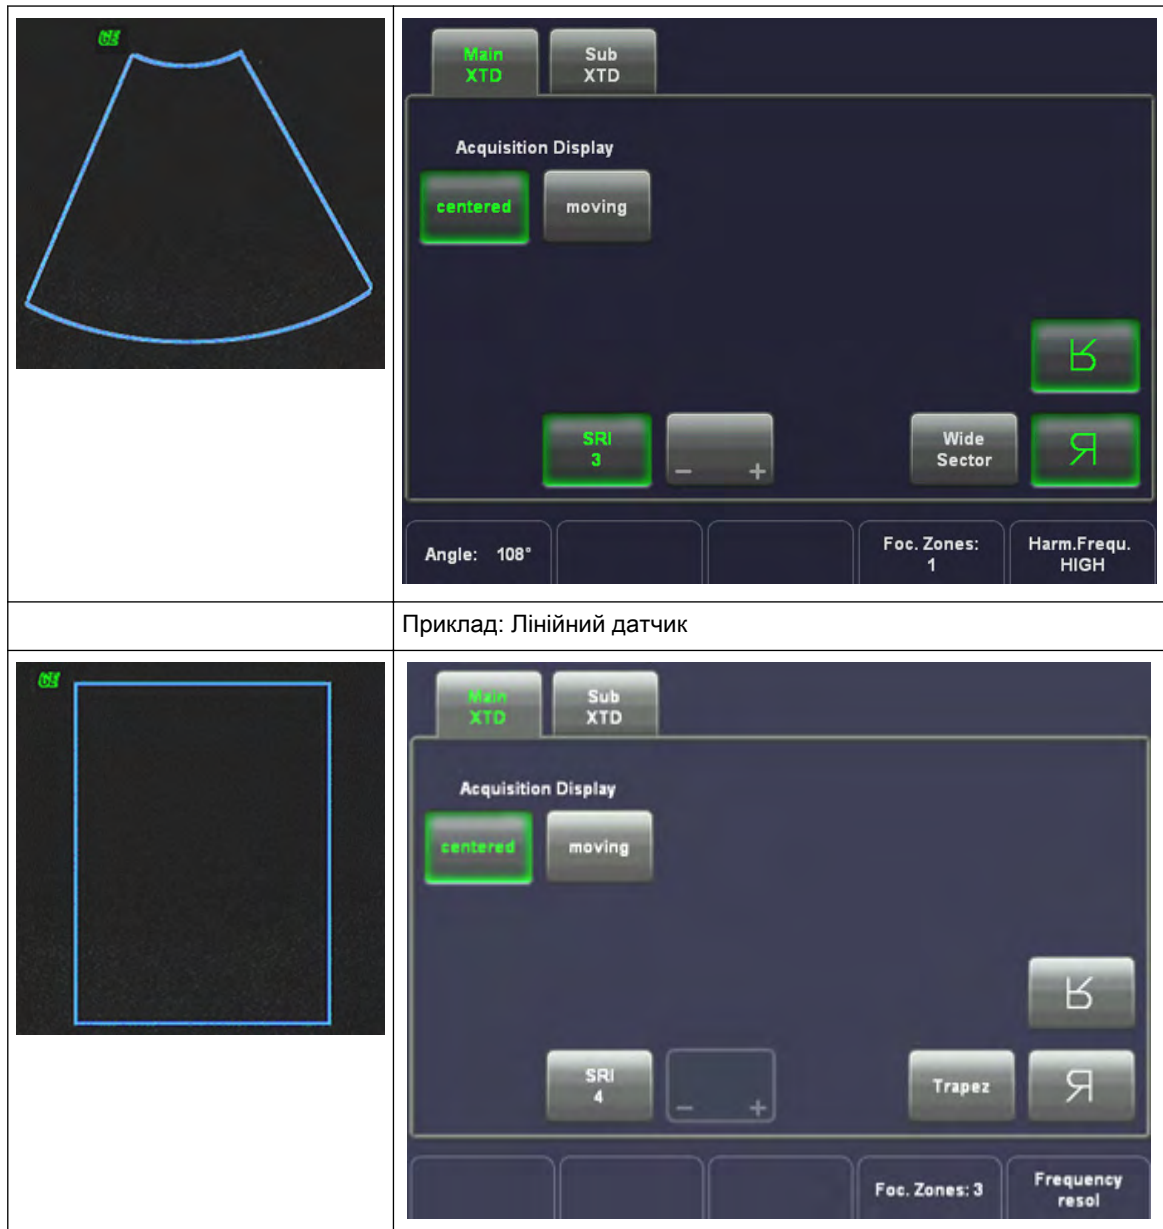 GE
Main Sub
XTD XTD
Acquisition Display
centered moving
R
SRI Wide R
3 Sector
- +
Angle: 108° Foc. Zones: Harm.Frequ.
1 HIGH
Приклад: Лінійний датчик
GE
Main Sub
XTD XTD
Acquisition Display
centered moving
R
SRI Trapez Я
4
- +
Foc. Zones: 3 Frequency
resol